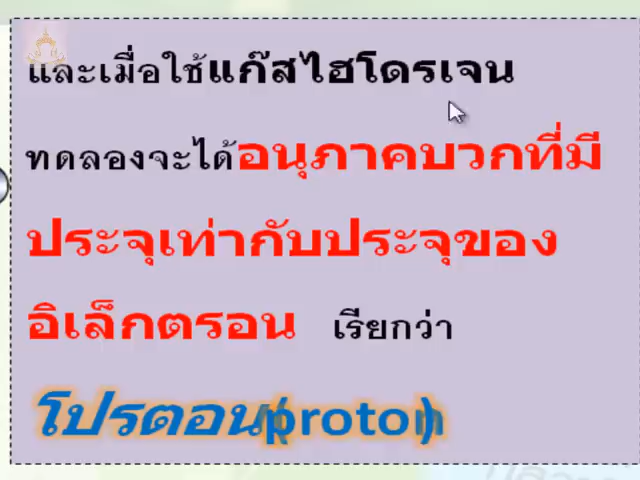 และเมื่อใช้แก๊สไฮโดรเจน
ทดลองจะได้อนุภาคบวกที่มี
ประจุเท่ากับประจุของ
อิเล็กตรอน เรียกว่า
โปรตอน(proton)